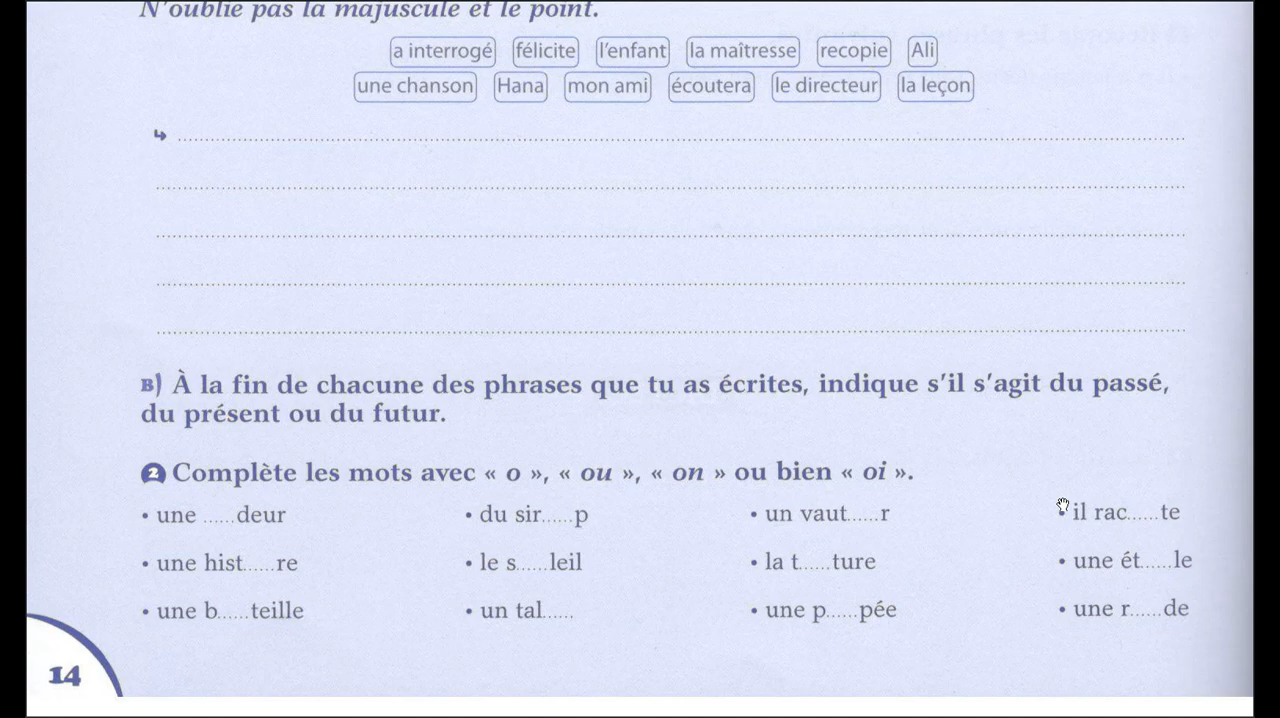 N'oublie pas la majuscule et le point.
a interrogé félicite l'enfant la maîtresse recopie Ali
une chanson Hana mon ami écoutera le directeur la leçon
B) À la fin de chacune des phrases que tu as écrites, indique s'il s'agit du passé,
du présent ou du futur.
2 Complète les mots avec « o », « ou », « on » ou bien « oi ».
• une ......deur • du sir......p • un vaut......r • il rac......te
• une hist......re • le s......leil • la t......ture • une ét......le
• une b......teille • un tal...... • une p......pée • une r......de
14